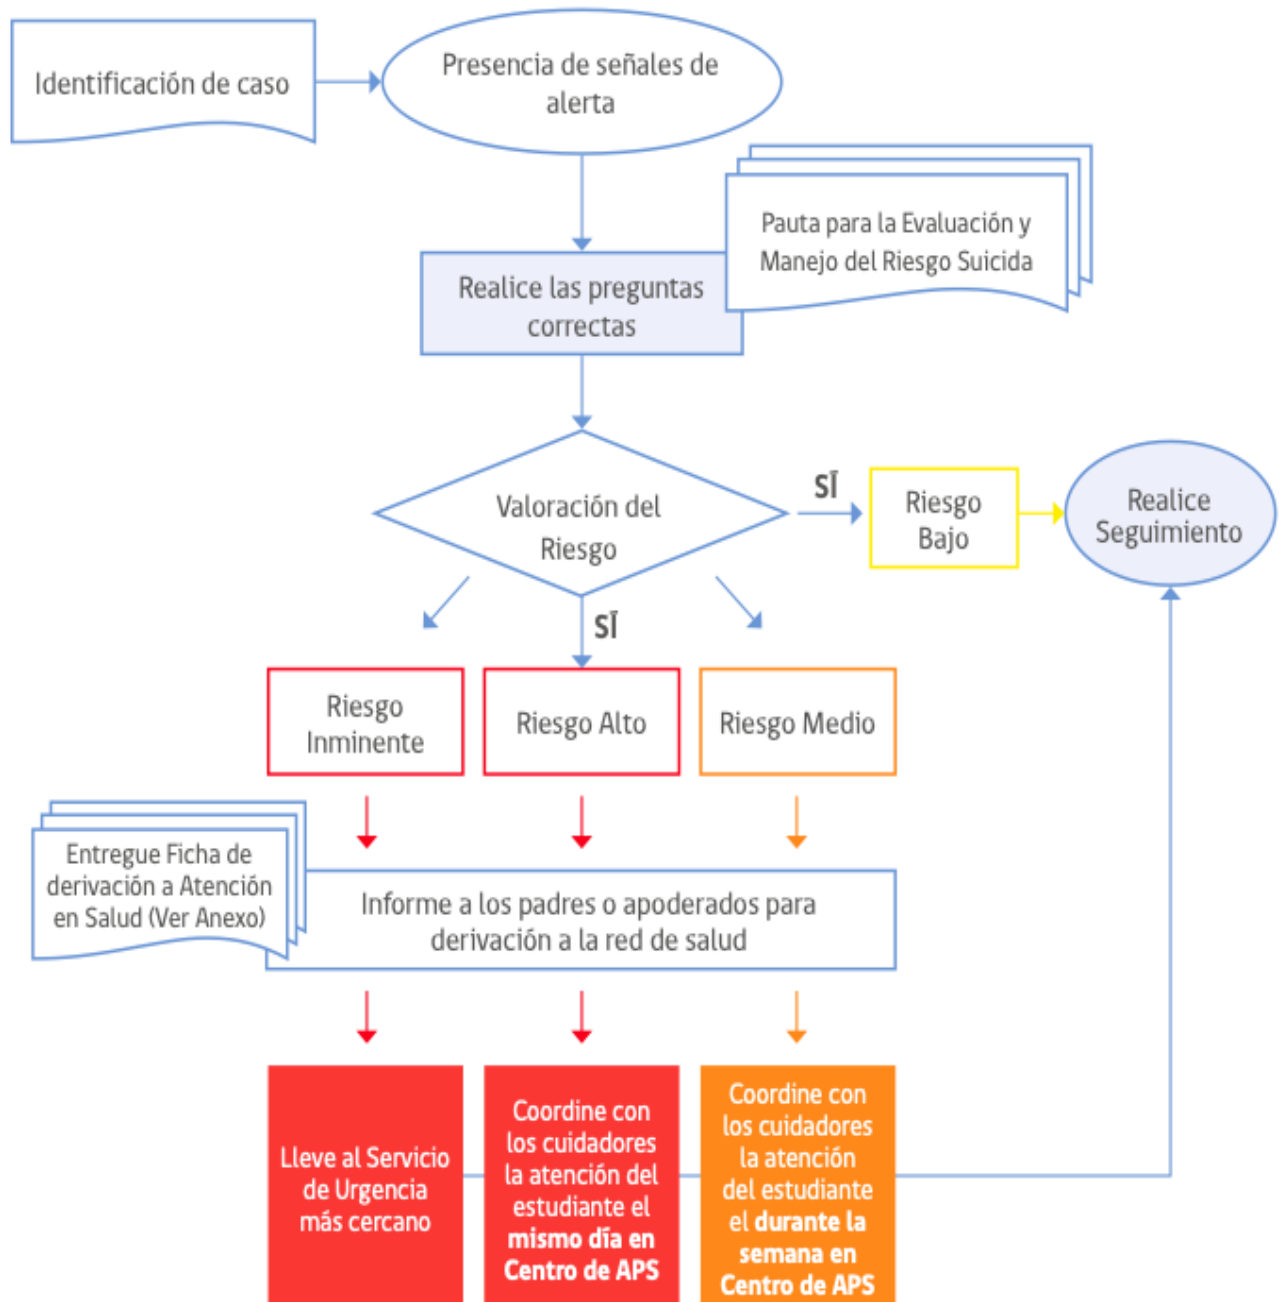 Identificación de caso
Presencia de señales de
alerta
Pauta para la Evaluación y
Manejo del Riesgo Suicida
Realice las preguntas
correctas
Valoración del
Riesgo
SĪ
Riesgo
Bajo
Realice
Seguimiento
SĪ
Riesgo
Inminente
Riesgo Alto
Riesgo Medio
Entregue Ficha de
derivación a Atención
en Salud (Ver Anexo)
Informe a los padres o apoderados para
derivación a la red de salud
Lleve al Servicio
de Urgencia
más cercano
Coordine con
los cuidadores
la atención del
estudiante el
mismo día en
Centro de APS
Coordine con
los cuidadores
la atención
del estudiante
el durante la
semana en
Centro de APS